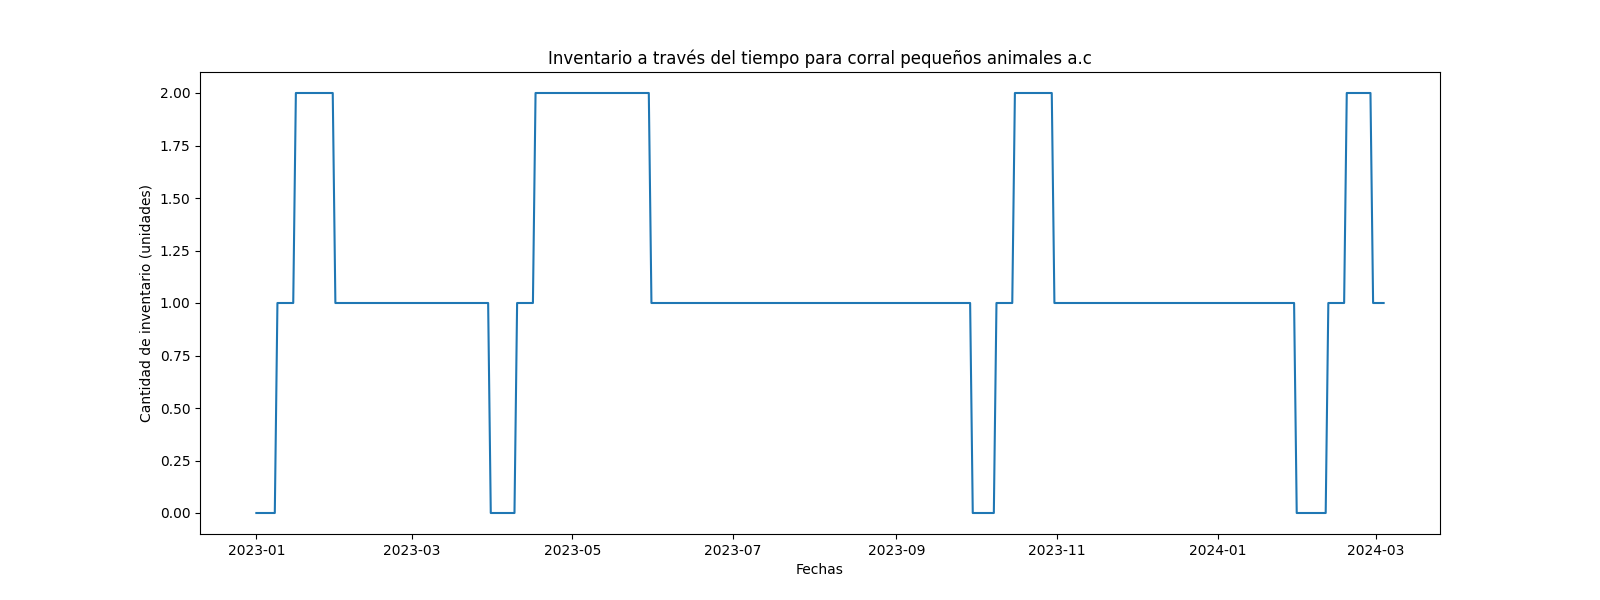 Inventario a través del tiempo para corral pequeños animales a.c
Cantidad de inventario (unidades)
2.00
1.75
1.50
1.25
1.00
0.75
0.50
0.25
0.00
2023-01 2023-03 2023-05 2023-07 2023-09 2023-11 2024-01 2024-03
Fechas